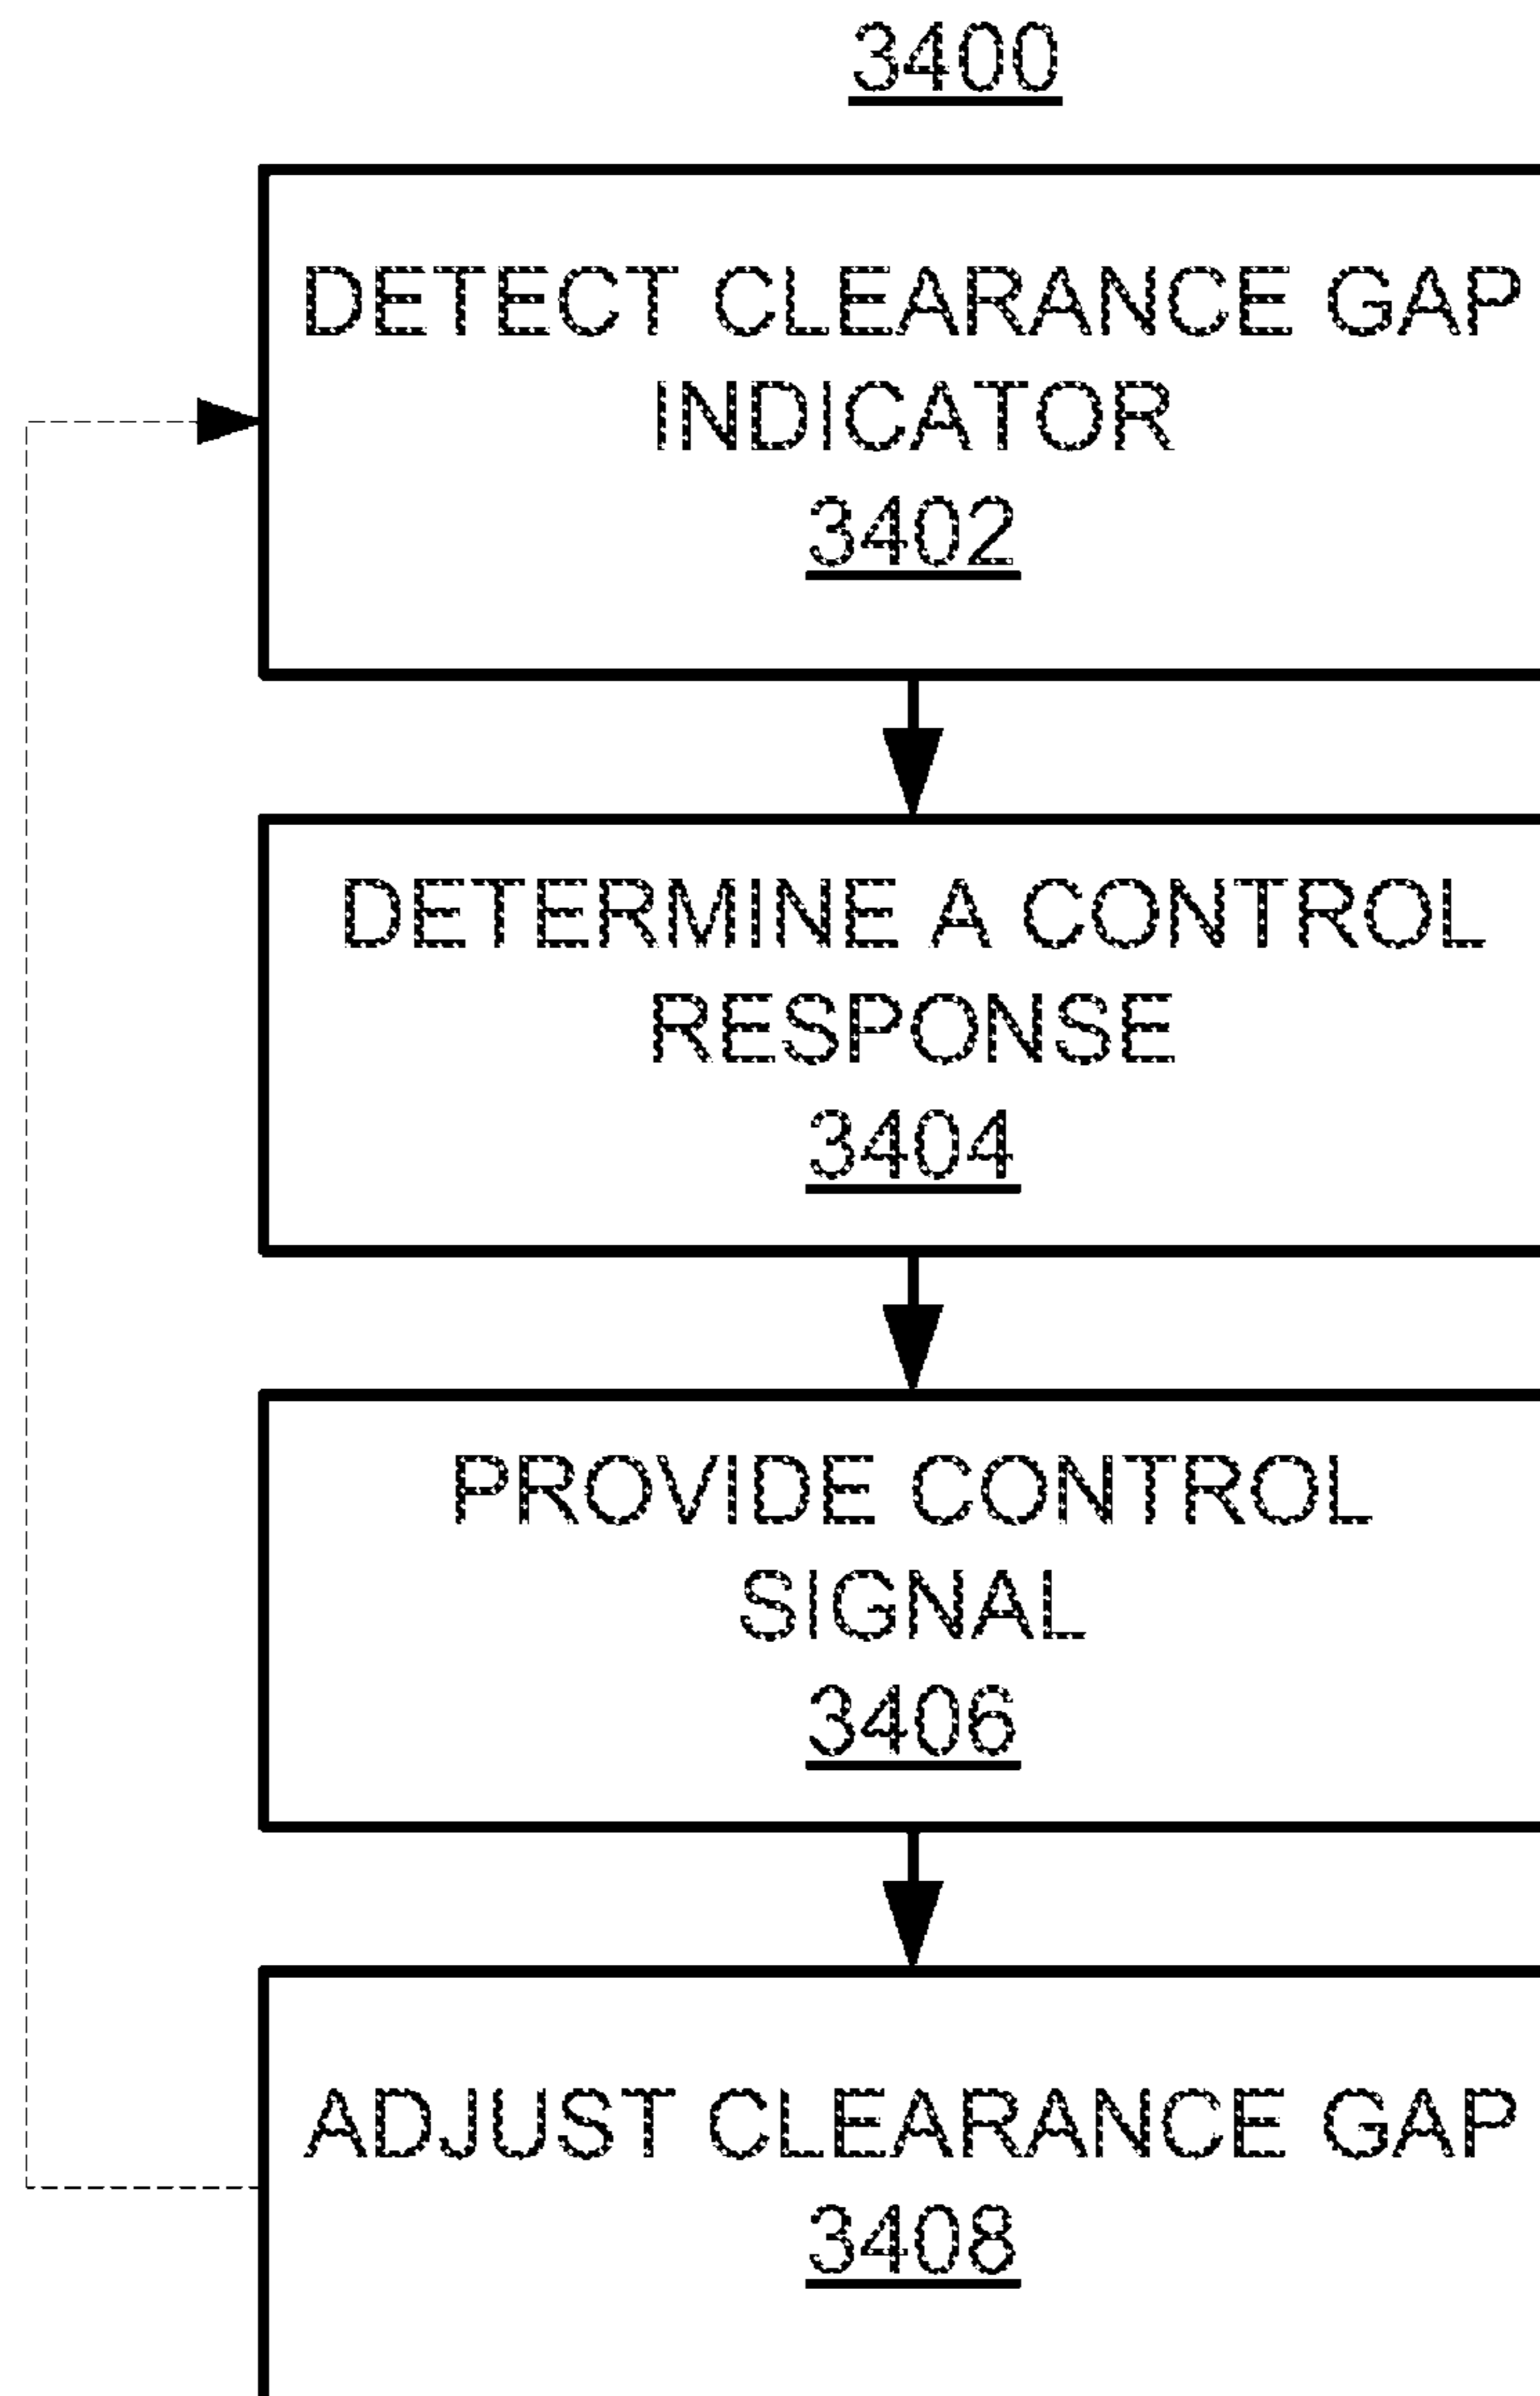 3400
DETECT CLEARANCE GAP
INDICATOR
3402
DETERMINE A CONTROL
RESPONSE
3404
PROVIDE CONTROL
SIGNAL
3406
ADJUST CLEARANCE GAP
3408